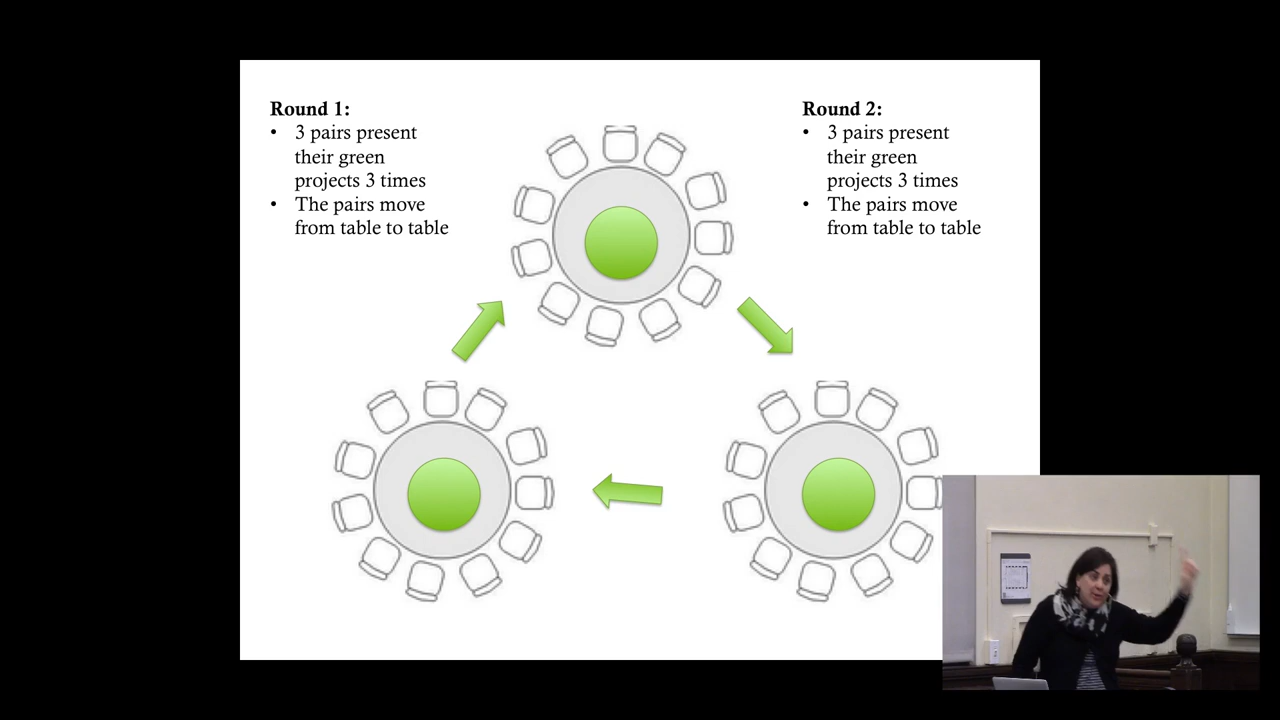 Round 1:
• 3 pairs present
their green
projects 3 times
• The pairs move
from table to table
Round 2:
• 3 pairs present
their green
projects 3 times
• The pairs move
from table to table